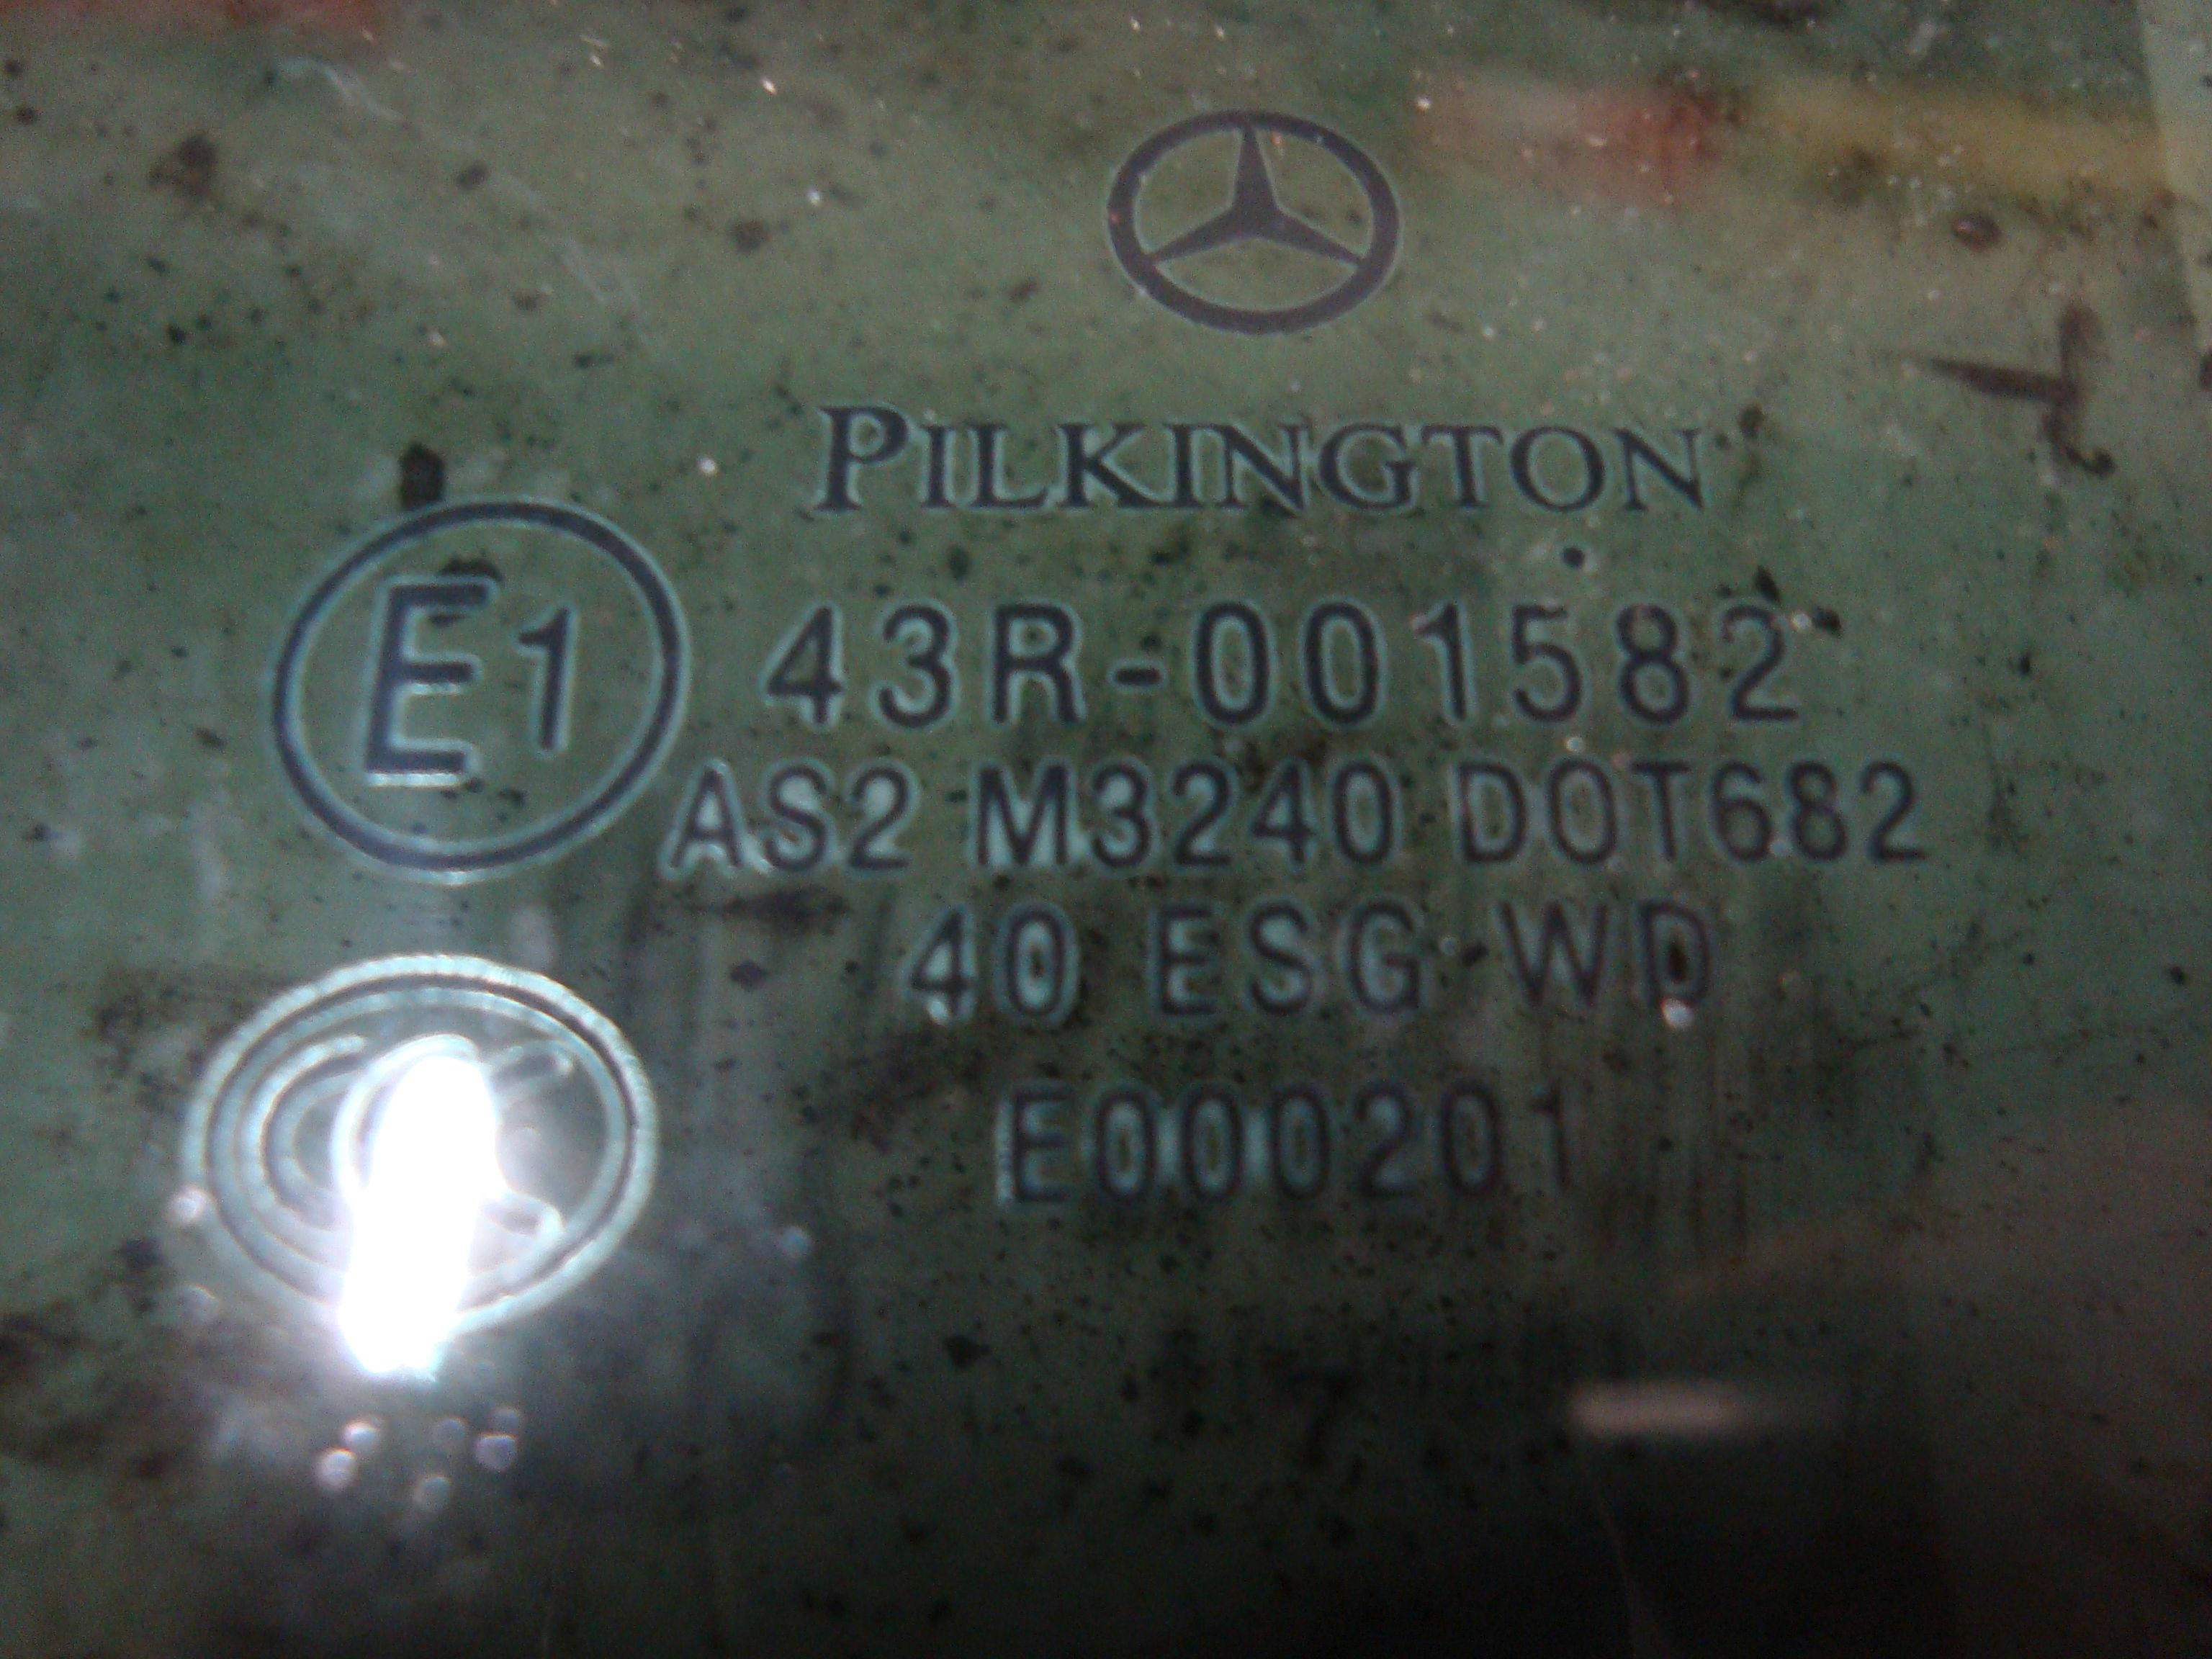 PILKINGTON
E1 43R-001582
AS2 M3240 DOT682
40 ESG WD
E000201